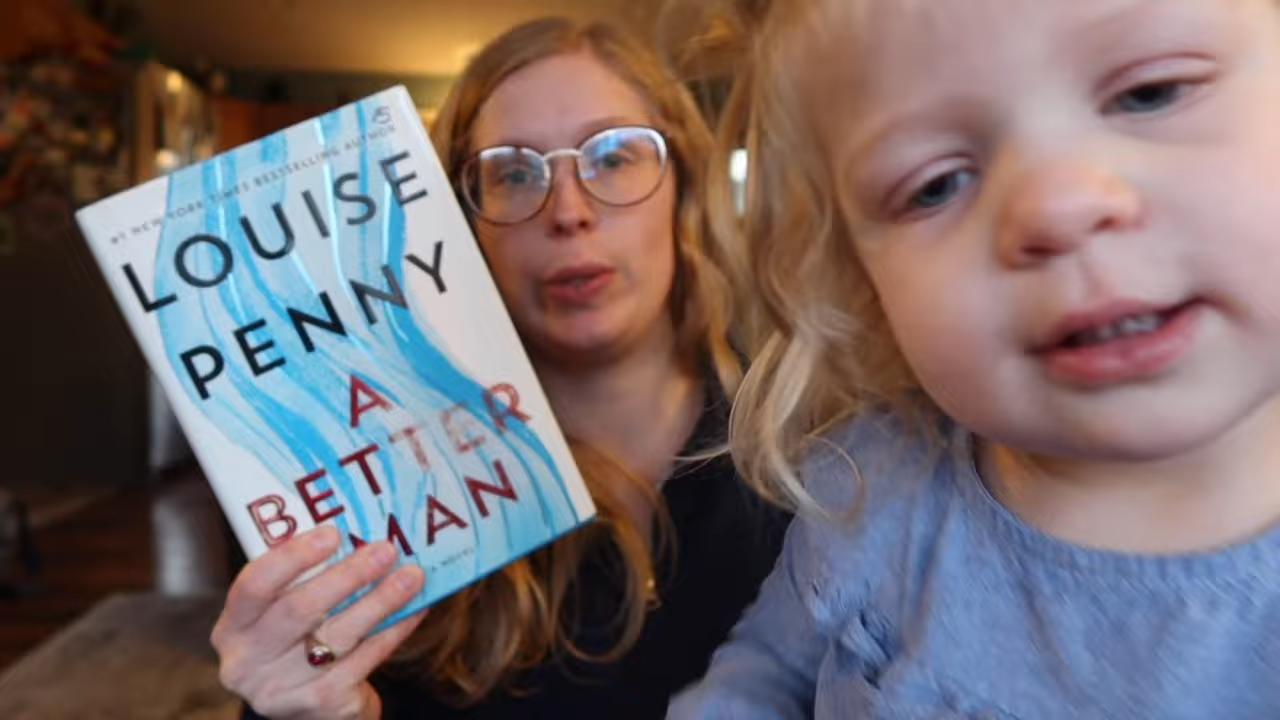 #1 NEW YORK TIMES BESTSELLING AUTHOR
LOUISE
PENNY
A
BETTER
MAN
A NOVEL